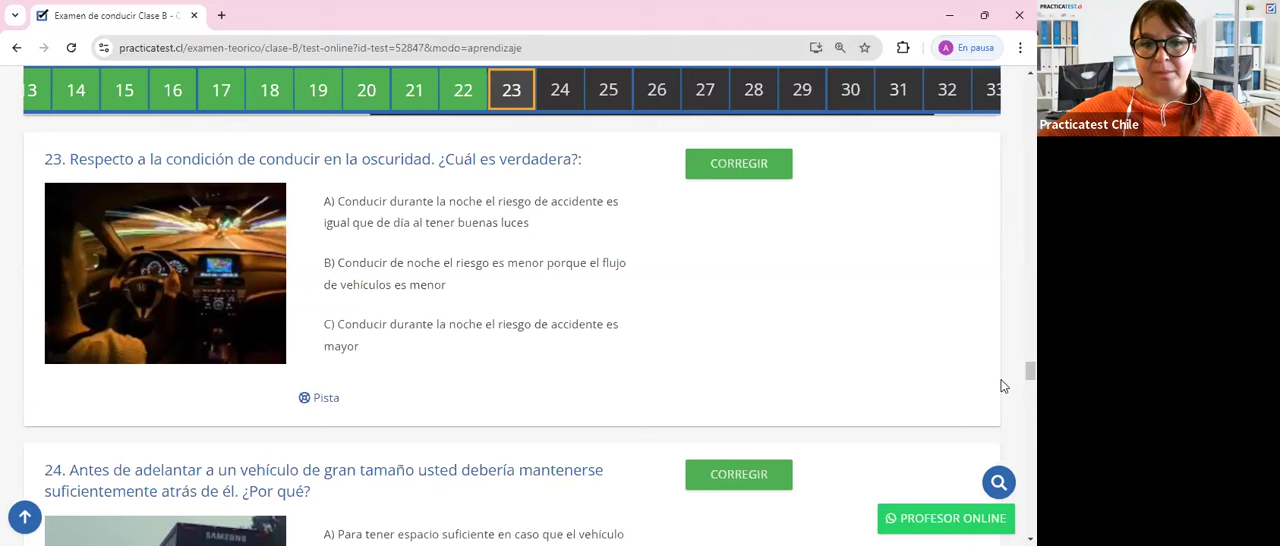 Examen de conducir Clase B - C
practicatest.cl/examen-teorico/clase-B/test-online?id-test=52847&modo=aprendizaje
A
En pausa
PRACTICATEST.cl
Practicatest Chile
13 14 15 16 17 18 19 20 21 22 23 24 25 26 27 28 29 30 31 32 33
23. Respecto a la condición de conducir en la oscuridad. ¿Cuál es verdadera?:
CORREGIR
A) Conducir durante la noche el riesgo de accidente es
igual que de día al tener buenas luces
B) Conducir de noche el riesgo es menor porque el flujo
de vehículos es menor
C) Conducir durante la noche el riesgo de accidente es
mayor
Pista
24. Antes de adelantar a un vehículo de gran tamaño usted debería mantenerse
suficientemente atrás de él. ¿Por qué?
CORREGIR
SAMSUNG
A) Para tener espacio suficiente en caso que el vehículo
PROFESOR ONLINE